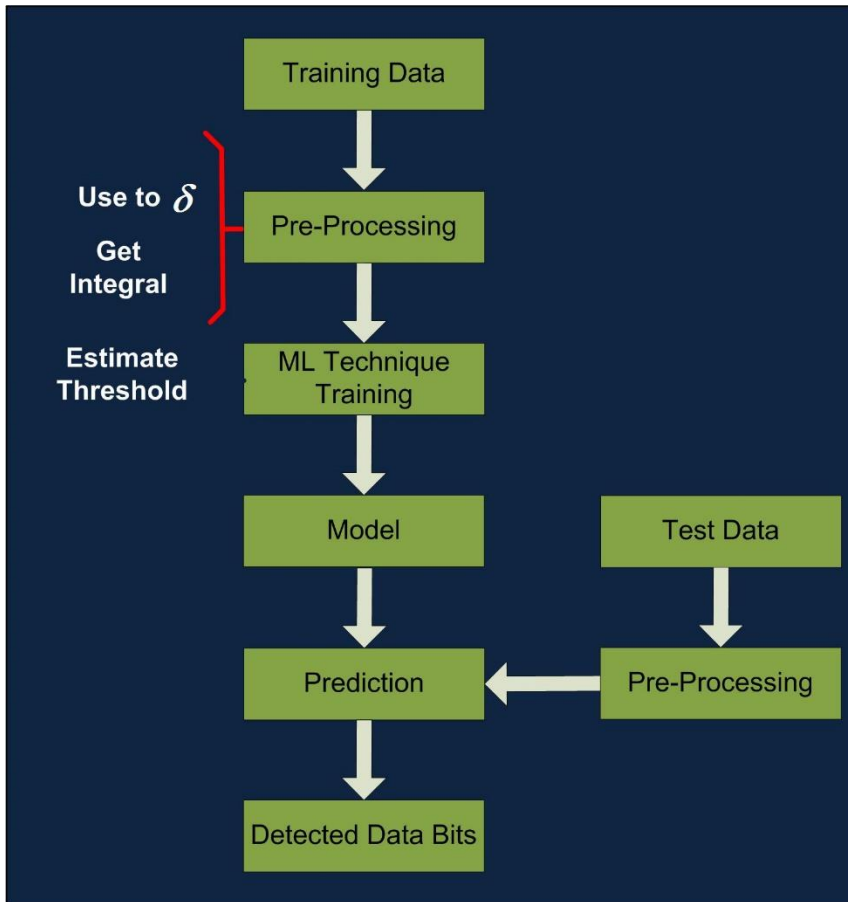 Training Data
Use to δ
Get
Integral
Pre-Processing
Estimate
Threshold
ML Technique
Training
Model
Test Data
Prediction
Pre-Processing
Detected Data Bits